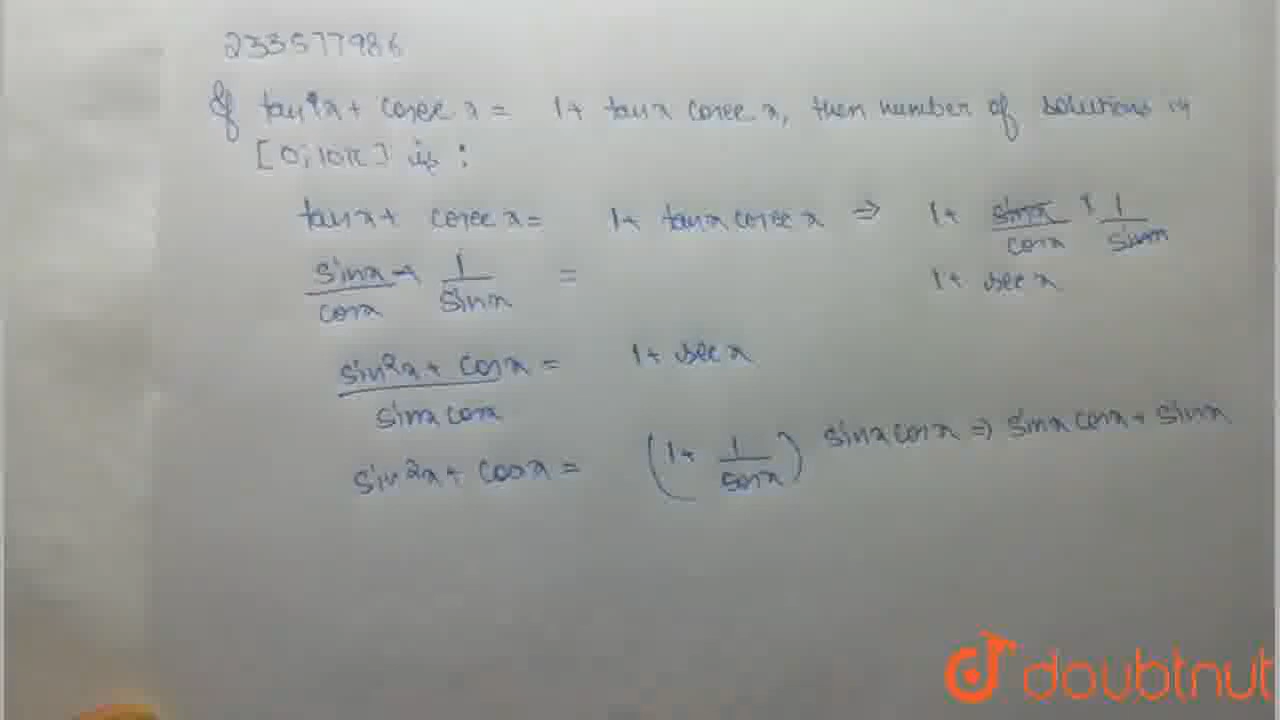 233577986
If tan x + cosec x = 1 + tan x cosec x, then number of solutions in
[0, 10π] is :
tan x + cosec x = 1 + tan x cosec x ⇒ 1 + sin x / cos x × 1 / sin x
sin x / cos x + 1 / sin x = 1 + sec x
sin²x + cos x / sin x cos x = 1 + sec x
sin²x + cos x = (1 + 1 / cos x) sin x cos x ⇒ sin x cos x + sin x
doubtnut